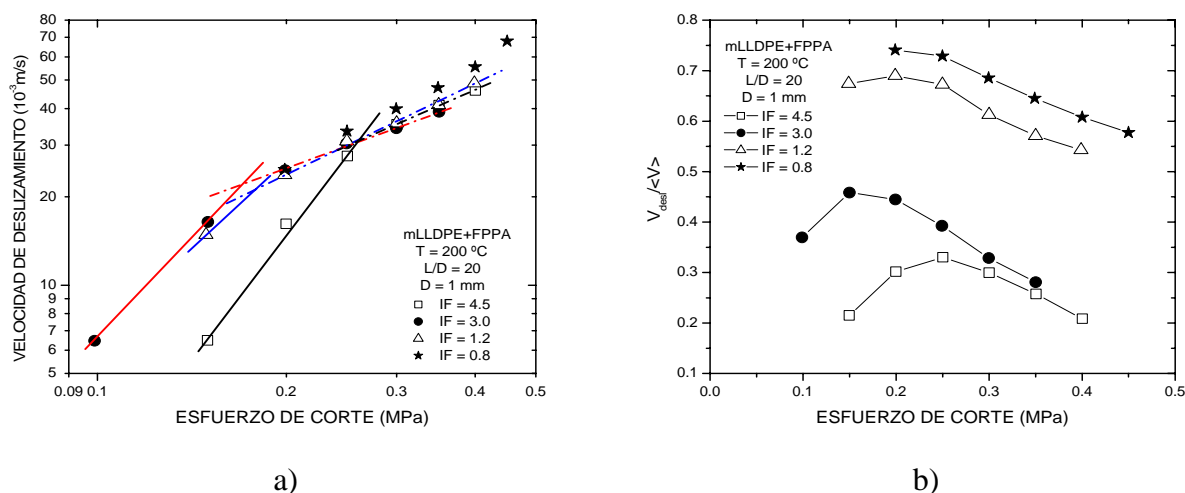 80
70
60
50
40
30
20
10
9
8
7
6
5
0.09 0.1 0.2 0.3 0.4 0.5
VELOCIDAD DE DESLIZAMIENTO (10⁻³m/s)
ESFUERZO DE CORTE (MPa)
mLLDPE+FPPA
T = 200 ºC
L/D = 20
D = 1 mm
IF = 4.5
IF = 3.0
IF = 1.2
IF = 0.8
a)
0.8
0.7
0.6
0.5
0.4
0.3
0.2
0.1
0.0 0.1 0.2 0.3 0.4 0.5
V_desl/<V>
ESFUERZO DE CORTE (MPa)
mLLDPE+FPPA
T = 200 ºC
L/D = 20
D = 1 mm
IF = 4.5
IF = 3.0
IF = 1.2
IF = 0.8
b)